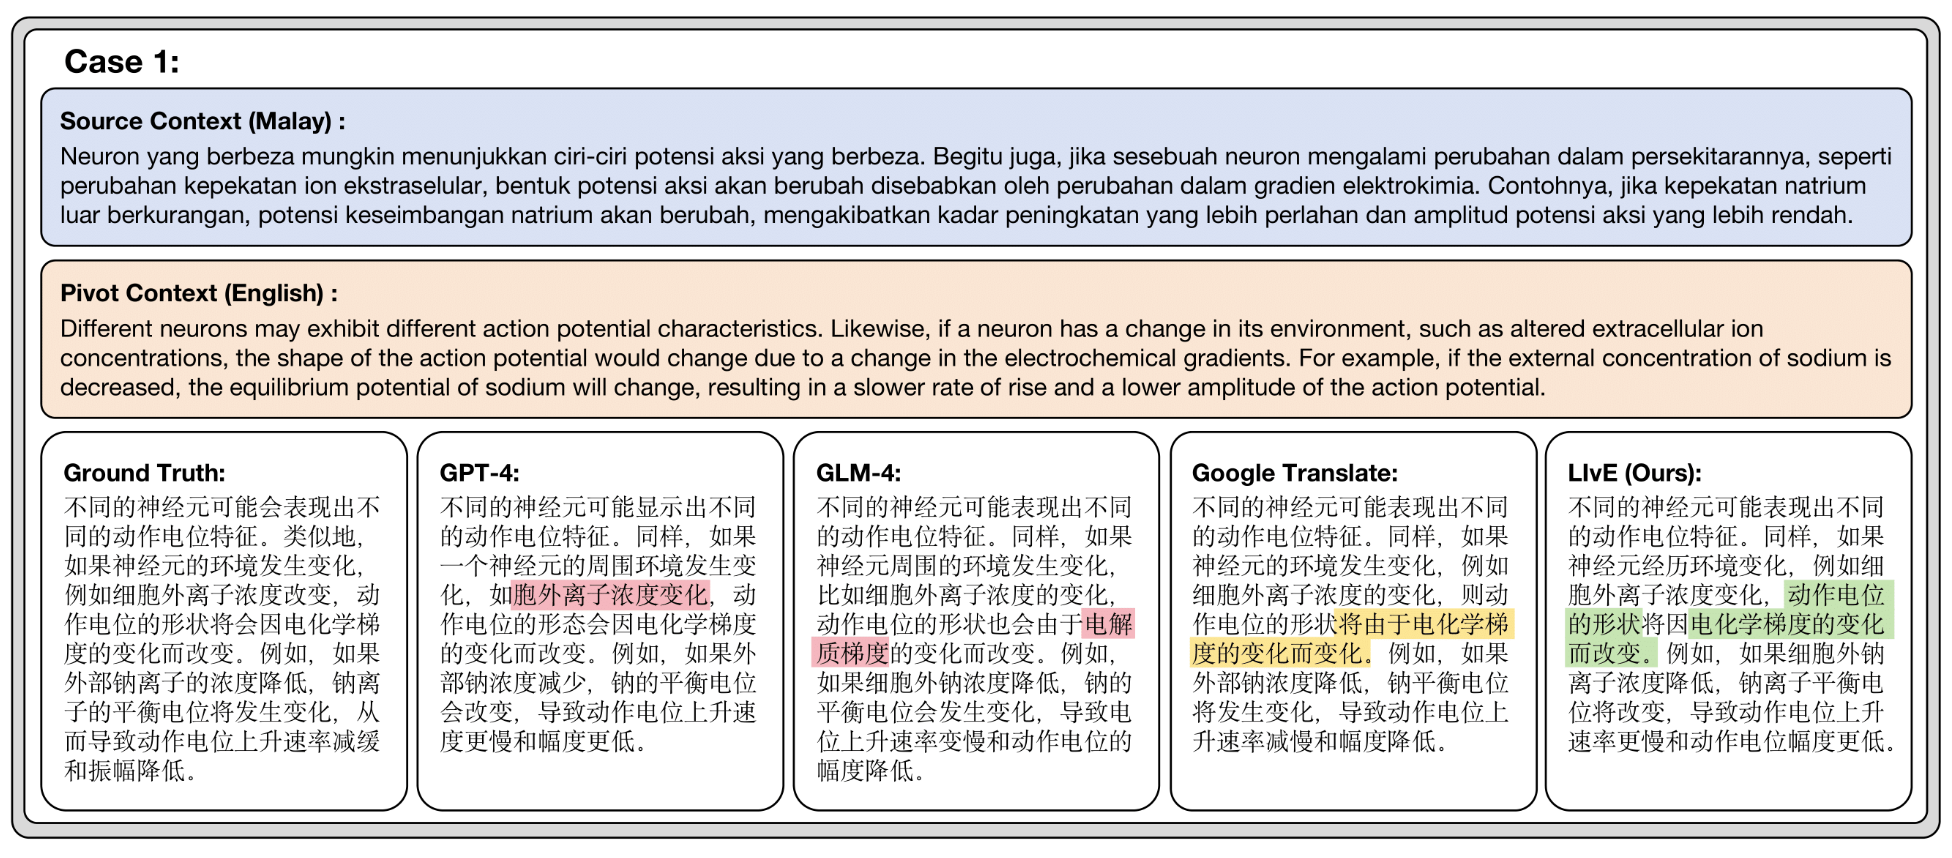 Case 1:
Source Context (Malay) :
Neuron yang berbeza mungkin menunjukkan ciri-ciri potensi aksi yang berbeza. Begitu juga, jika sesebuah neuron mengalami perubahan dalam persekitarannya, seperti
perubahan kepekatan ion ekstraselular, bentuk potensi aksi akan berubah disebabkan oleh perubahan dalam gradien elektrokimia. Contohnya, jika kepekatan natrium
luar berkurangan, potensi keseimbangan natrium akan berubah, mengakibatkan kadar peningkatan yang lebih perlahan dan amplitud potensi aksi yang lebih rendah.
Pivot Context (English) :
Different neurons may exhibit different action potential characteristics. Likewise, if a neuron has a change in its environment, such as altered extracellular ion
concentrations, the shape of the action potential would change due to a change in the electrochemical gradients. For example, if the external concentration of sodium is
decreased, the equilibrium potential of sodium will change, resulting in a slower rate of rise and a lower amplitude of the action potential.
Ground Truth:
不同的神经元可能会表现出不
同的动作电位特征。类似地，
如果神经元的环境发生变化，
例如细胞外离子浓度改变，动
作电位的形状将会因电化学梯
度的变化而改变。例如，如果
外部钠离子的浓度降低，钠离
子的平衡电位将发生变化，从
而导致动作电位上升速率减缓
和振幅降低。
GPT-4:
不同的神经元可能显示出不同
的动作电位特征。同样，如果
一个神经元的周围环境发生变
化，如胞外离子浓度变化，动
作电位的形态会因电化学梯度
的变化而改变。例如，如果外
部钠浓度减少，钠的平衡电位
会改变，导致动作电位上升速
度更慢和幅度更低。
GLM-4:
不同的神经元可能表现出不同
的动作电位特征。同样，如果
神经元周围的环境发生变化，
比如细胞外离子浓度的变化，
动作电位的形状也会由于电解
质梯度的变化而改变。例如，
如果细胞外钠浓度降低，钠的
平衡电位会发生变化，导致电
位上升速率变慢和动作电位的
幅度降低。
Google Translate:
不同的神经元可能表现出不同
的动作电位特征。同样，如果
神经元的环境发生变化，例如
细胞外离子浓度的变化，则动
作电位的形状将由于电化学梯
度的变化而变化。例如，如果
外部钠浓度降低，钠平衡电位
将发生变化，导致动作电位上
升速率减慢和幅度降低。
LIvE (Ours):
不同的神经元可能表现出不同
的动作电位特征。同样，如果
神经元经历环境变化，例如细
胞外离子浓度变化，动作电位
的形状将因电化学梯度的变化
而改变。例如，如果细胞外钠
离子浓度降低，钠离子平衡电
位将改变，导致动作电位上升
速率更慢和动作电位幅度更低。